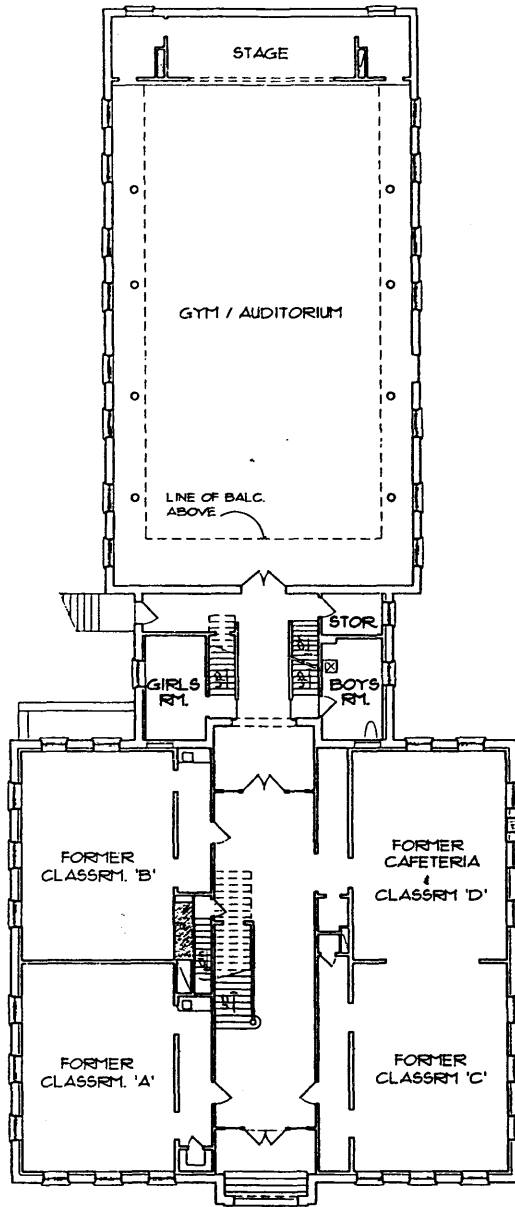 STAGE
GYM / AUDITORIUM
LINE OF BALC.
ABOVE
STOR
GIRLS
RM.
BOYS
RM.
FORMER
CLASSRM. 'B'
FORMER
CAFETERIA
&
CLASSRM 'D'
FORMER
CLASSRM. 'A'
FORMER
CLASSRM 'C'